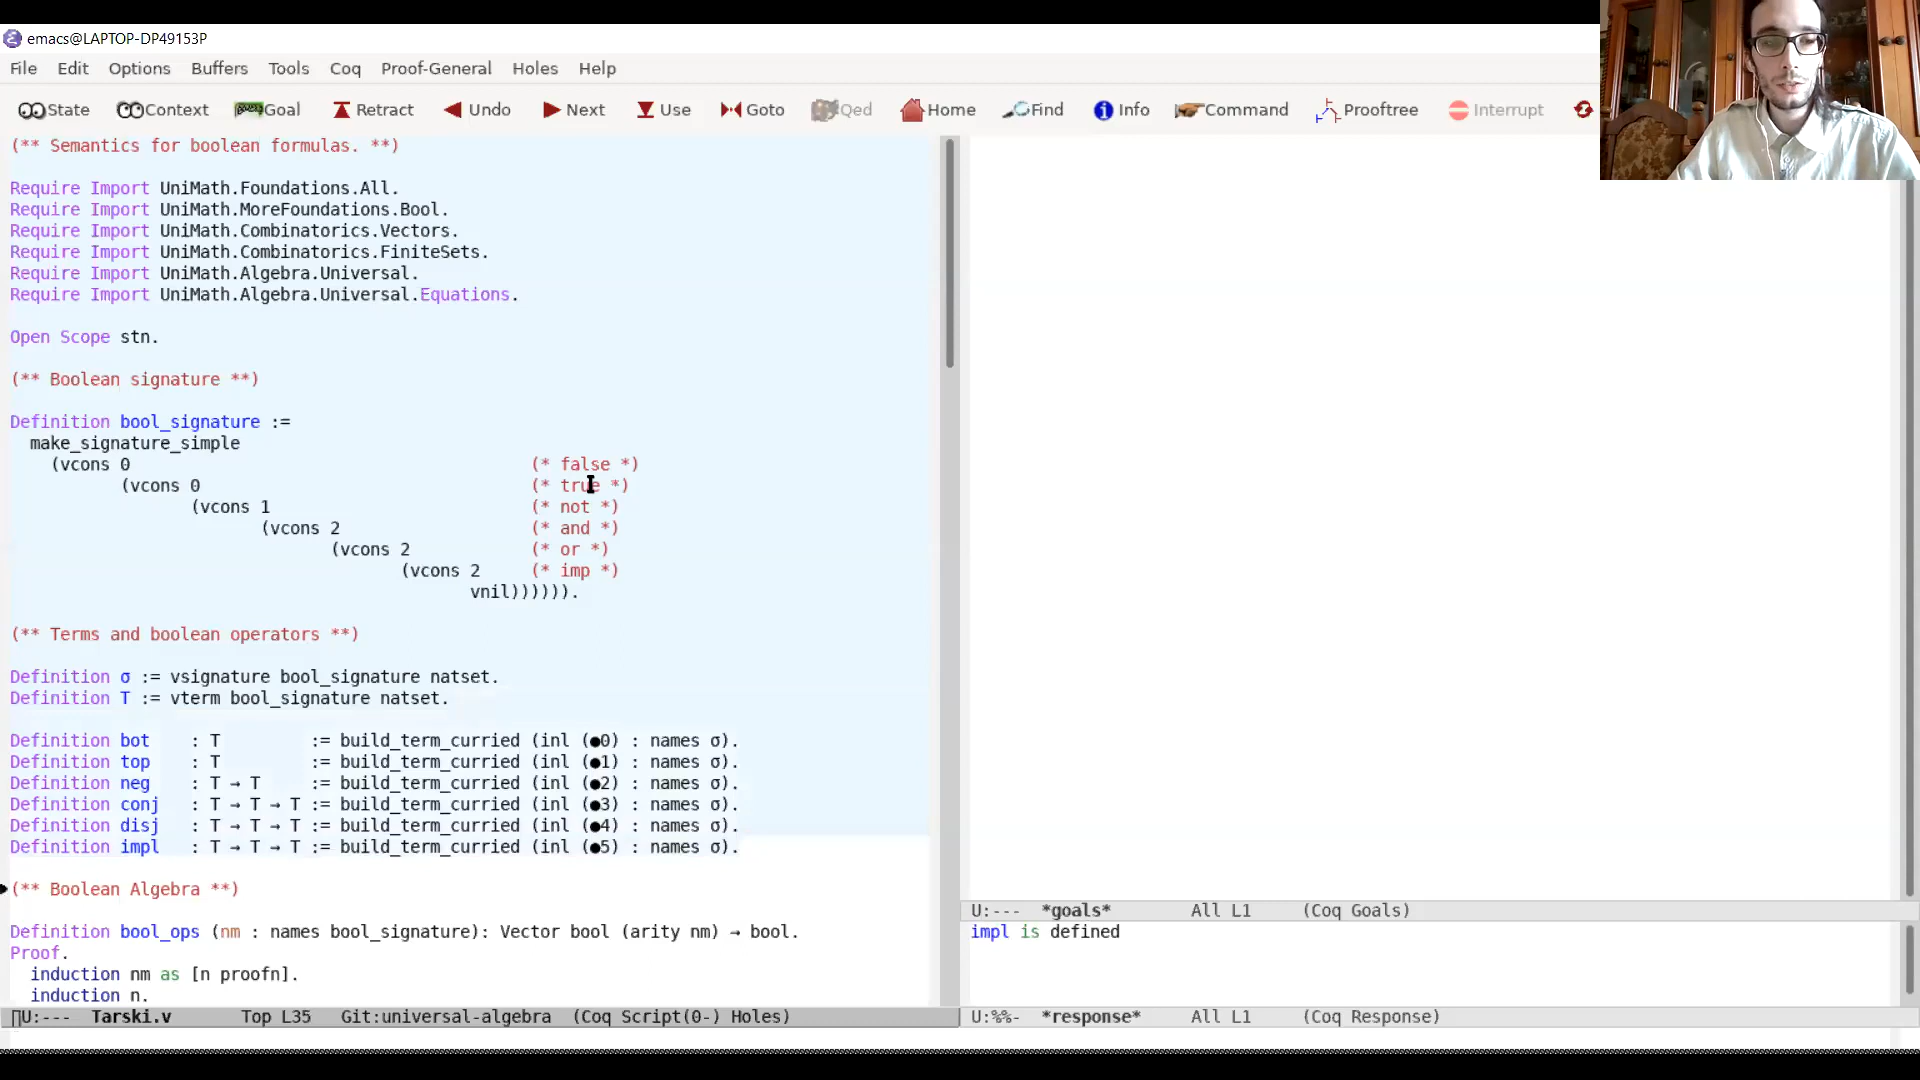 emacs@LAPTOP-DP49153P
File Edit Options Buffers Tools Coq Proof-General Holes Help
State Context Goal Retract Undo Next Use Goto Qed Home Find Info Command Prooftree Interrupt
(** Semantics for boolean formulas. **)
Require Import UniMath.Foundations.All.
Require Import UniMath.MoreFoundations.Bool.
Require Import UniMath.Combinatorics.Vectors.
Require Import UniMath.Combinatorics.FiniteSets.
Require Import UniMath.Algebra.Universal.
Require Import UniMath.Algebra.Universal.Equations.
Open Scope stn.
(** Boolean signature **)
Definition bool_signature :=
make_signature_simple
(vcons 0 (* false *)
(vcons 0 (* true *)
(vcons 1 (* not *)
(vcons 2 (* and *)
(vcons 2 (* or *)
(vcons 2 (* imp *)
vnil)))))).
(** Terms and boolean operators **)
Definition σ := vsignature bool_signature natset.
Definition T := vterm bool_signature natset.
Definition bot : T := build_term_curried (inl (●0) : names σ).
Definition top : T := build_term_curried (inl (●1) : names σ).
Definition neg : T → T := build_term_curried (inl (●2) : names σ).
Definition conj : T → T → T := build_term_curried (inl (●3) : names σ).
Definition disj : T → T → T := build_term_curried (inl (●4) : names σ).
Definition impl : T → T → T := build_term_curried (inl (●5) : names σ).
(** Boolean Algebra **)
Definition bool_ops (nm : names bool_signature): Vector bool (arity nm) → bool.
Proof.
induction nm as [n proofn].
induction n.
U:--- Tarski.v Top L35 Git:universal-algebra (Coq Script(0-) Holes)
U:--- *goals* All L1 (Coq Goals)
impl is defined
U:%%- *response* All L1 (Coq Response)